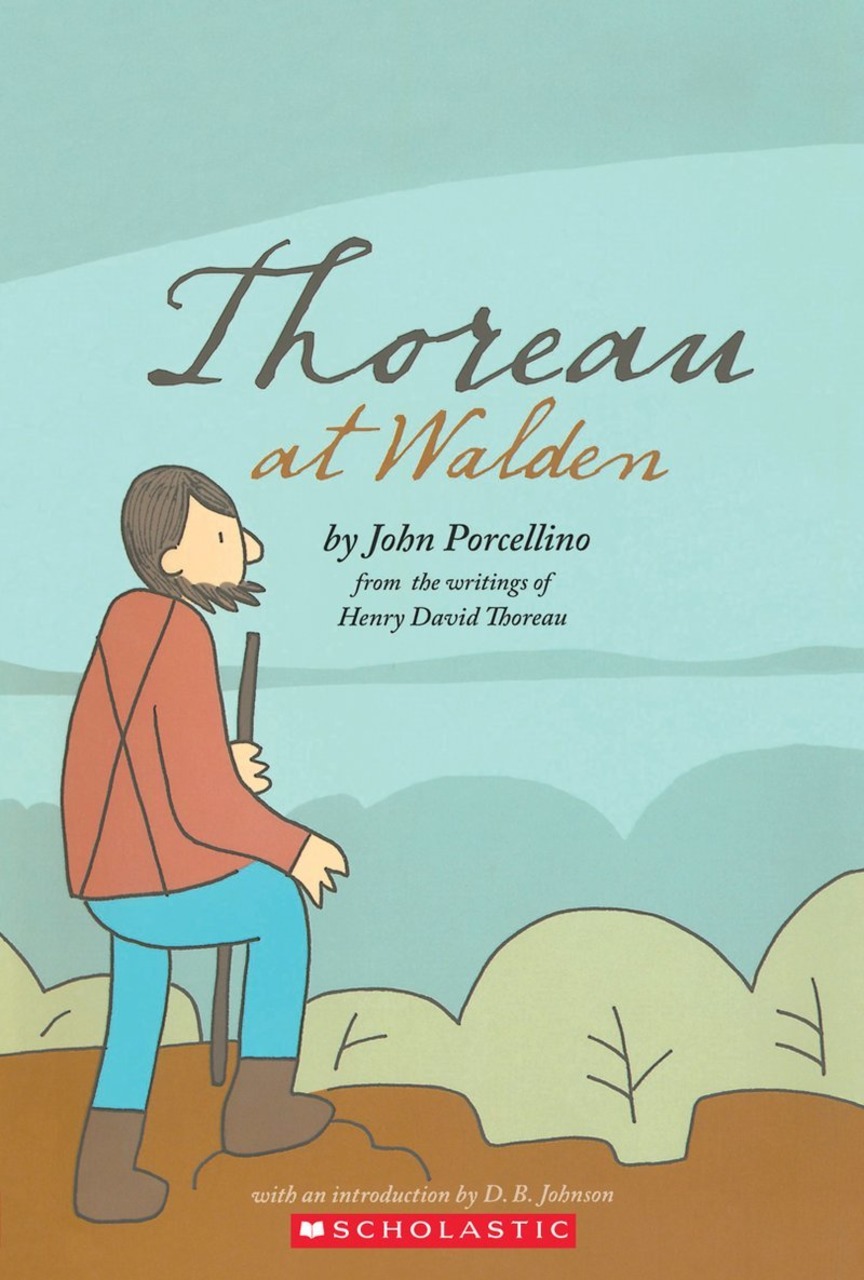 Thoreau
at Walden
by John Porcellino
from the writings of
Henry David Thoreau
with an introduction by D. B. Johnson
SCHOLASTIC